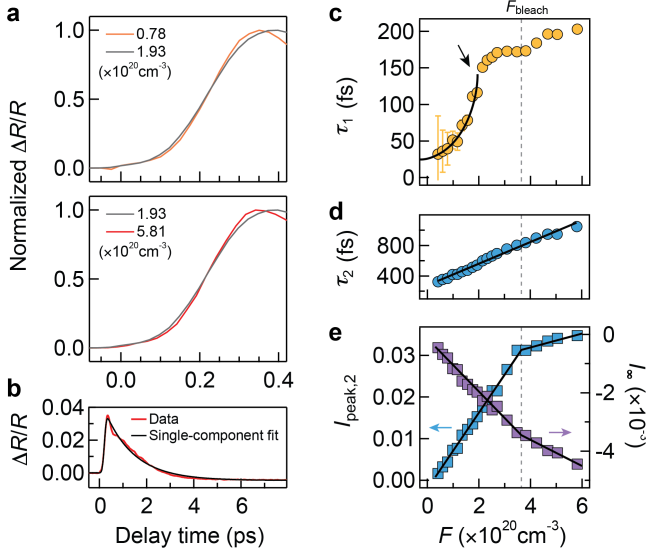 a
Normalized ΔR/R
1.0
0.5
0.0
0.78
1.93
(×10²⁰cm⁻³)
1.0
0.5
0.0
1.93
5.81
(×10²⁰cm⁻³)
0.0
0.2
0.4
b
ΔR/R
0.04
0.00
Data
Single-component fit
0
2
4
6
Delay time (ps)
c
F_bleach
τ₁ (fs)
200
150
100
50
0
d
τ₂ (fs)
800
400
e
I_peak,2
0.03
0.02
0.01
0.00
0
-2
-4
I_∞ (×10⁻³)
0
2
4
6
F (×10²⁰cm⁻³)